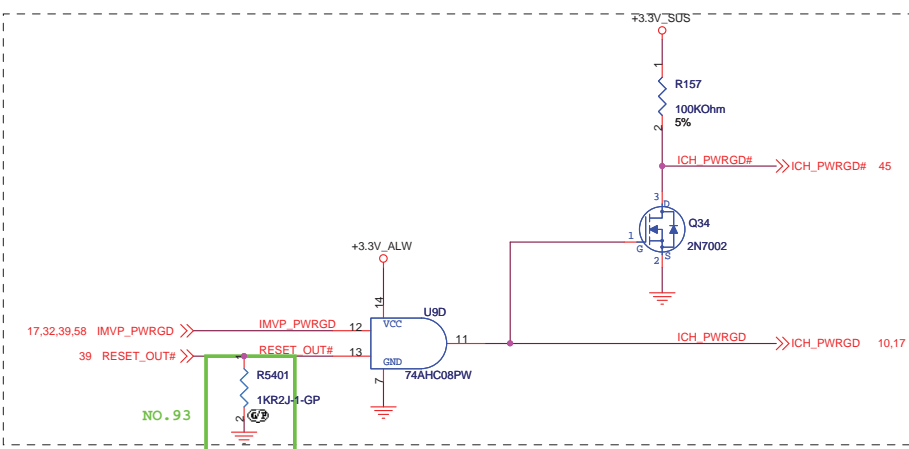 +3.3V_SUS
1
R157
100KOhm
5%
2
ICH_PWRGD#
ICH_PWRGD# 45
3
D
Q34
1
G
2N7002
S
2
+3.3V_ALW
14
U9D
17,32,39,58 IMVP_PWRGD
IMVP_PWRGD
12
VCC
11
ICH_PWRGD
ICH_PWRGD 10,17
39 RESET_OUT#
1
RESET_OUT#
13
GND
R5401
7
74AHC08PW
1KR2J-1-GP
NO.93
2